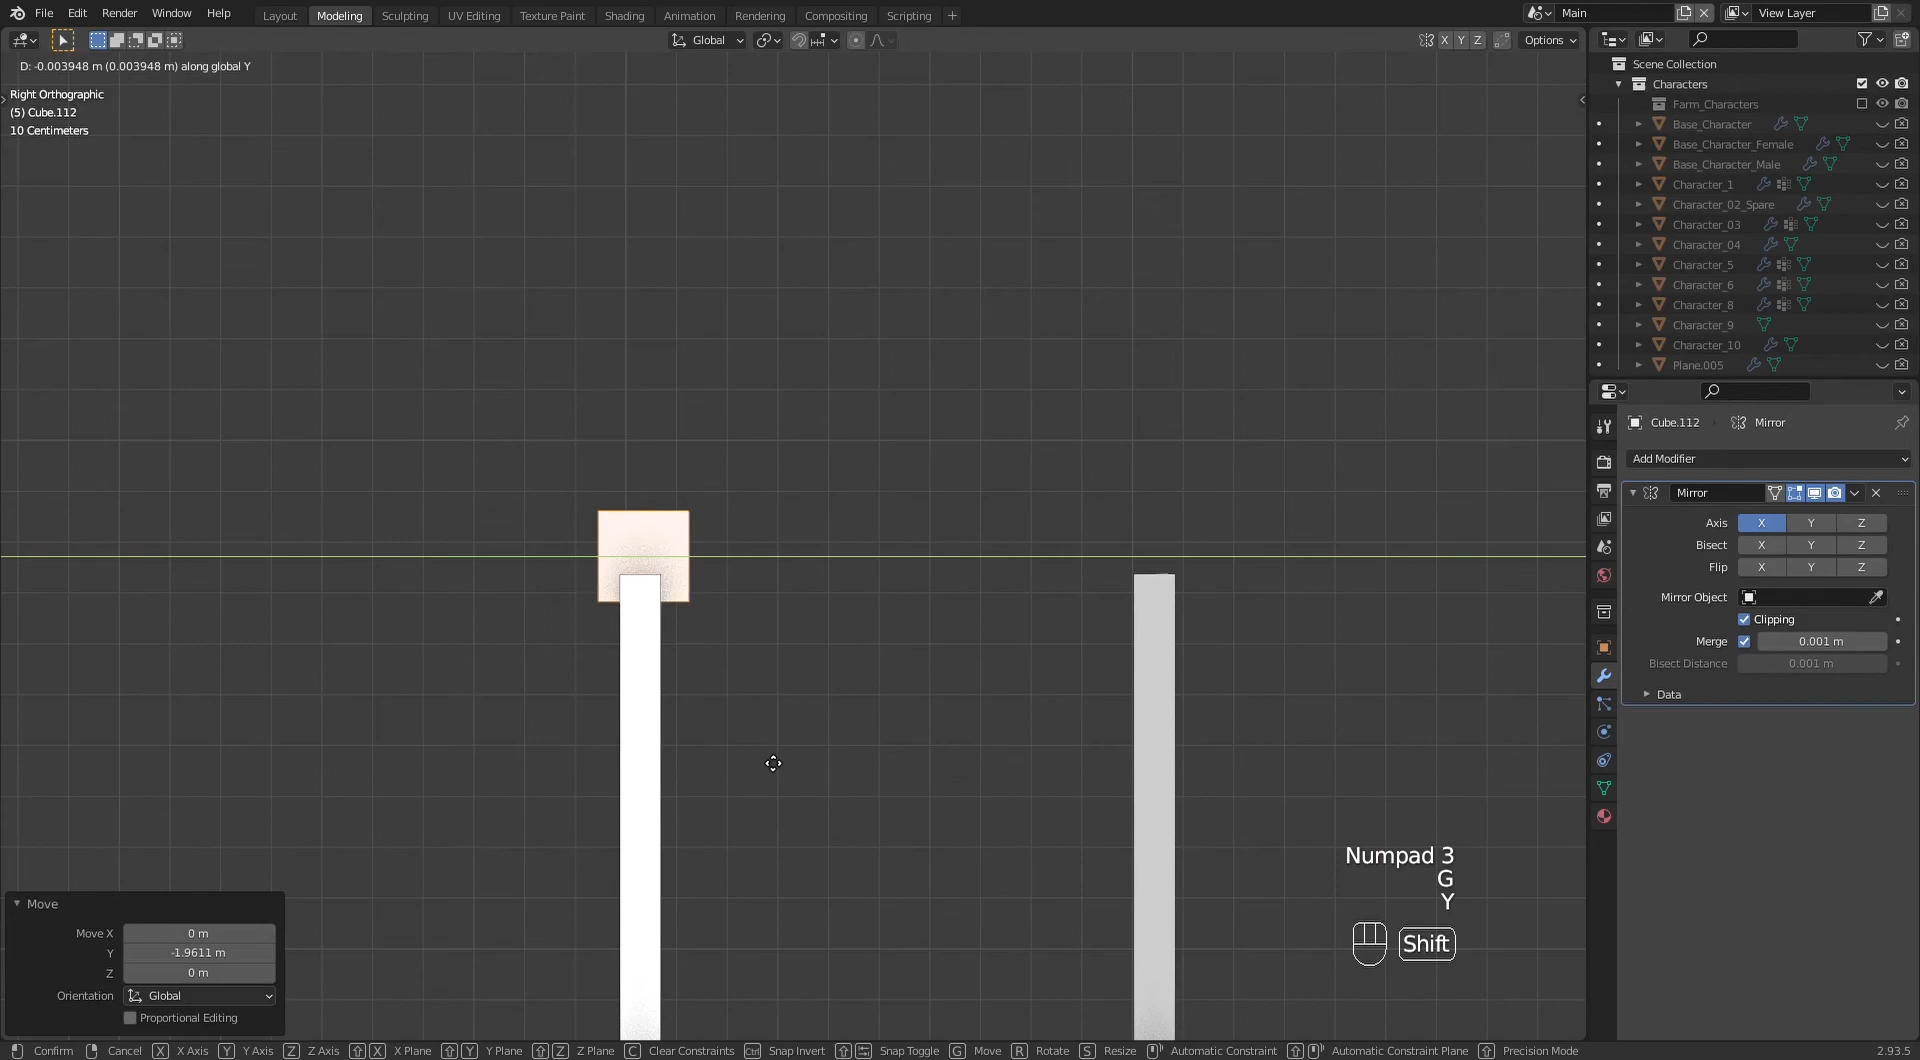 File Edit Render Window Help Layout Modeling Sculpting UV Editing Texture Paint Shading Animation Rendering Compositing Scripting + Main View Layer
Global X Y Z Options
D: -0.003948 m (0.003948 m) along global Y
Right Orthographic
(5) Cube.112
10 Centimeters
Scene Collection
Characters
Farm_Characters
Base_Character
Base_Character_Female
Base_Character_Male
Character_1
Character_02_Spare
Character_03
Character_04
Character_5
Character_6
Character_8
Character_9
Character_10
Plane.005
Cube.112 Mirror
Add Modifier
Mirror
Axis X Y Z
Bisect X Y Z
Flip X Y Z
Mirror Object
Clipping
Merge 0.001 m
Bisect Distance 0.001 m
Data
Numpad 3
G
Y
Shift
Move
Move X 0 m
Y -1.9611 m
Z 0 m
Orientation Global
Proportional Editing
Confirm Cancel X X Axis Y Y Axis Z Z Axis X X Plane Y Y Plane Z Z Plane C Clear Constraints Ctrl Snap Invert Snap Toggle G Move R Rotate S Resize Automatic Constraint Automatic Constraint Plane Precision Mode 2.93.5